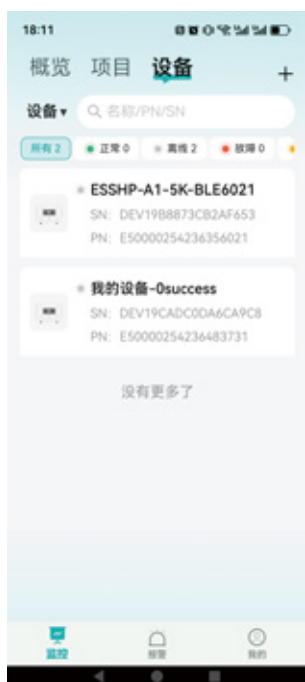 18:11
概览 项目 设备 +
设备▾ 名称/PN/SN
所有 2 正常 0 离线 2 故障 0
ESSHP-A1-5K-BLE6021
SN: DEV19B8873CB2AF653
PN: E50000254236356021
我的设备-0success
SN: DEV19CADC0DA6CA9C8
PN: E50000254236483731
没有更多了
监控 报警 我的